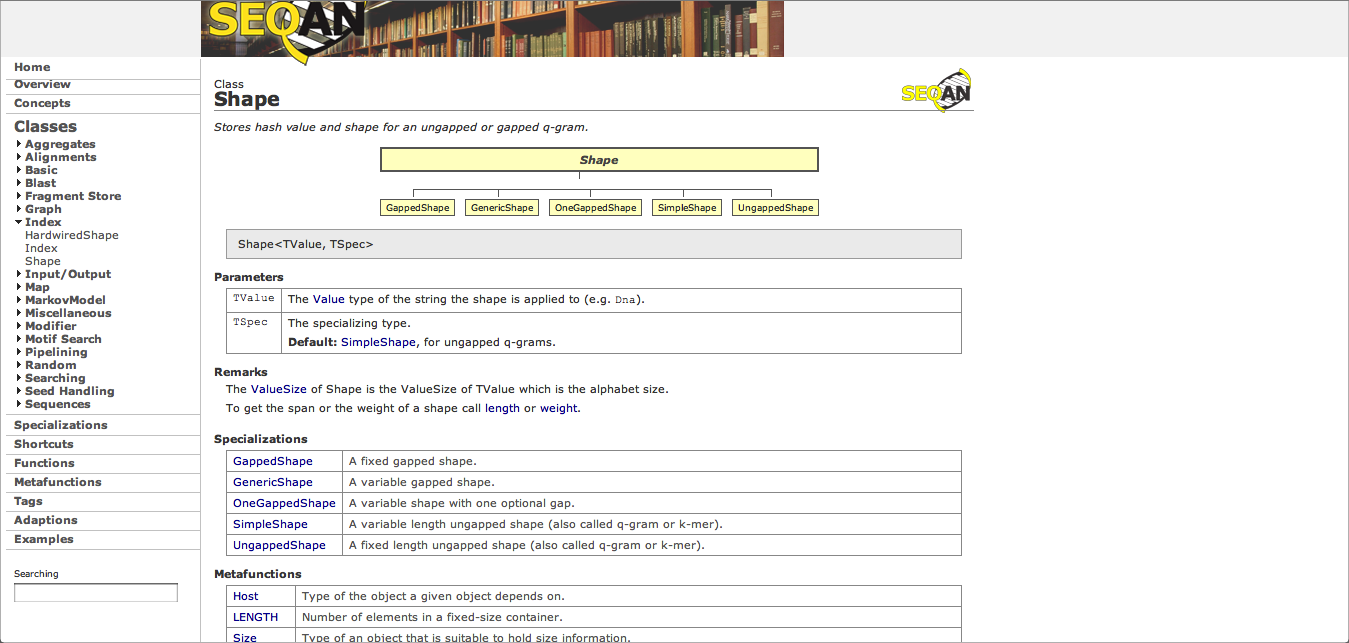 SEQAN
Home
Overview
Concepts
Classes
Aggregates
Alignments
Basic
Blast
Fragment Store
Graph
Index
HardwiredShape
Index
Shape
Input/Output
Map
MarkovModel
Miscellaneous
Modifier
Motif Search
Pipelining
Random
Searching
Seed Handling
Sequences
Specializations
Shortcuts
Functions
Metafunctions
Tags
Adaptions
Examples
Searching
Class
Shape
SEQAN
Stores hash value and shape for an ungapped or gapped q-gram.
Shape
GappedShape GenericShape OneGappedShape SimpleShape UngappedShape
Shape<TValue, TSpec>
Parameters
TValue The Value type of the string the shape is applied to (e.g. Dna).
TSpec The specializing type.
Default: SimpleShape, for ungapped q-grams.
Remarks
The ValueSize of Shape is the ValueSize of TValue which is the alphabet size.
To get the span or the weight of a shape call length or weight.
Specializations
GappedShape A fixed gapped shape.
GenericShape A variable gapped shape.
OneGappedShape A variable shape with one optional gap.
SimpleShape A variable length ungapped shape (also called q-gram or k-mer).
UngappedShape A fixed length ungapped shape (also called q-gram or k-mer).
Metafunctions
Host Type of the object a given object depends on.
LENGTH Number of elements in a fixed-size container.
Size Type of an object that is suitable to hold size information.